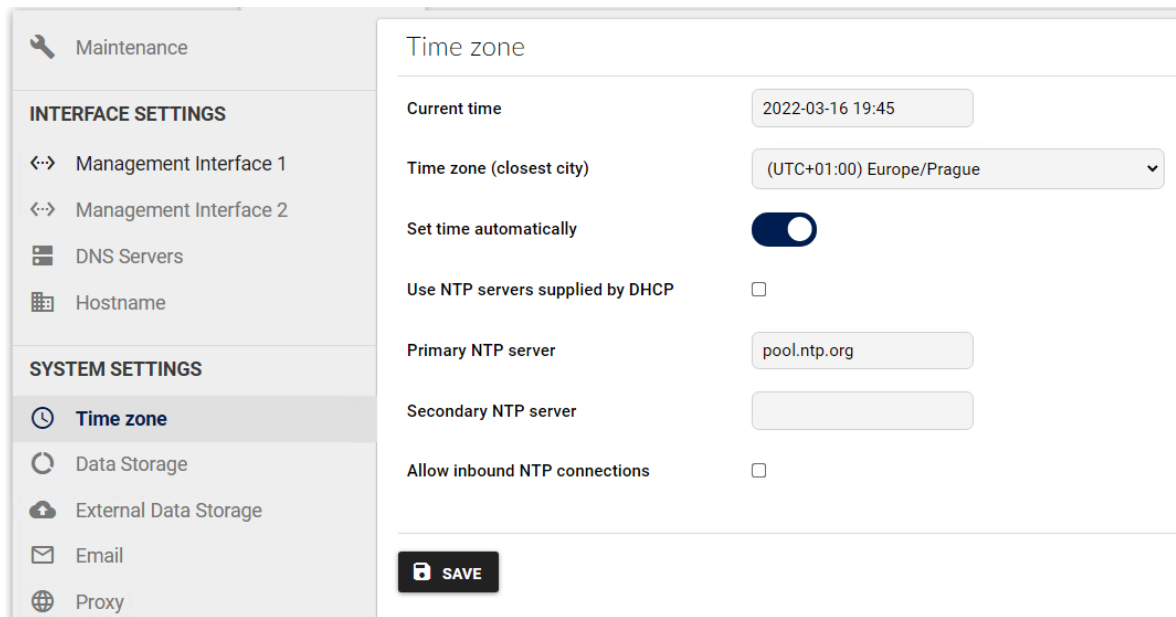 Maintenance
INTERFACE SETTINGS
Management Interface 1
Management Interface 2
DNS Servers
Hostname
SYSTEM SETTINGS
Time zone
Data Storage
External Data Storage
Email
Proxy
Time zone
Current time 2022-03-16 19:45
Time zone (closest city) (UTC+01:00) Europe/Prague
Set time automatically
Use NTP servers supplied by DHCP
Primary NTP server pool.ntp.org
Secondary NTP server
Allow inbound NTP connections
SAVE